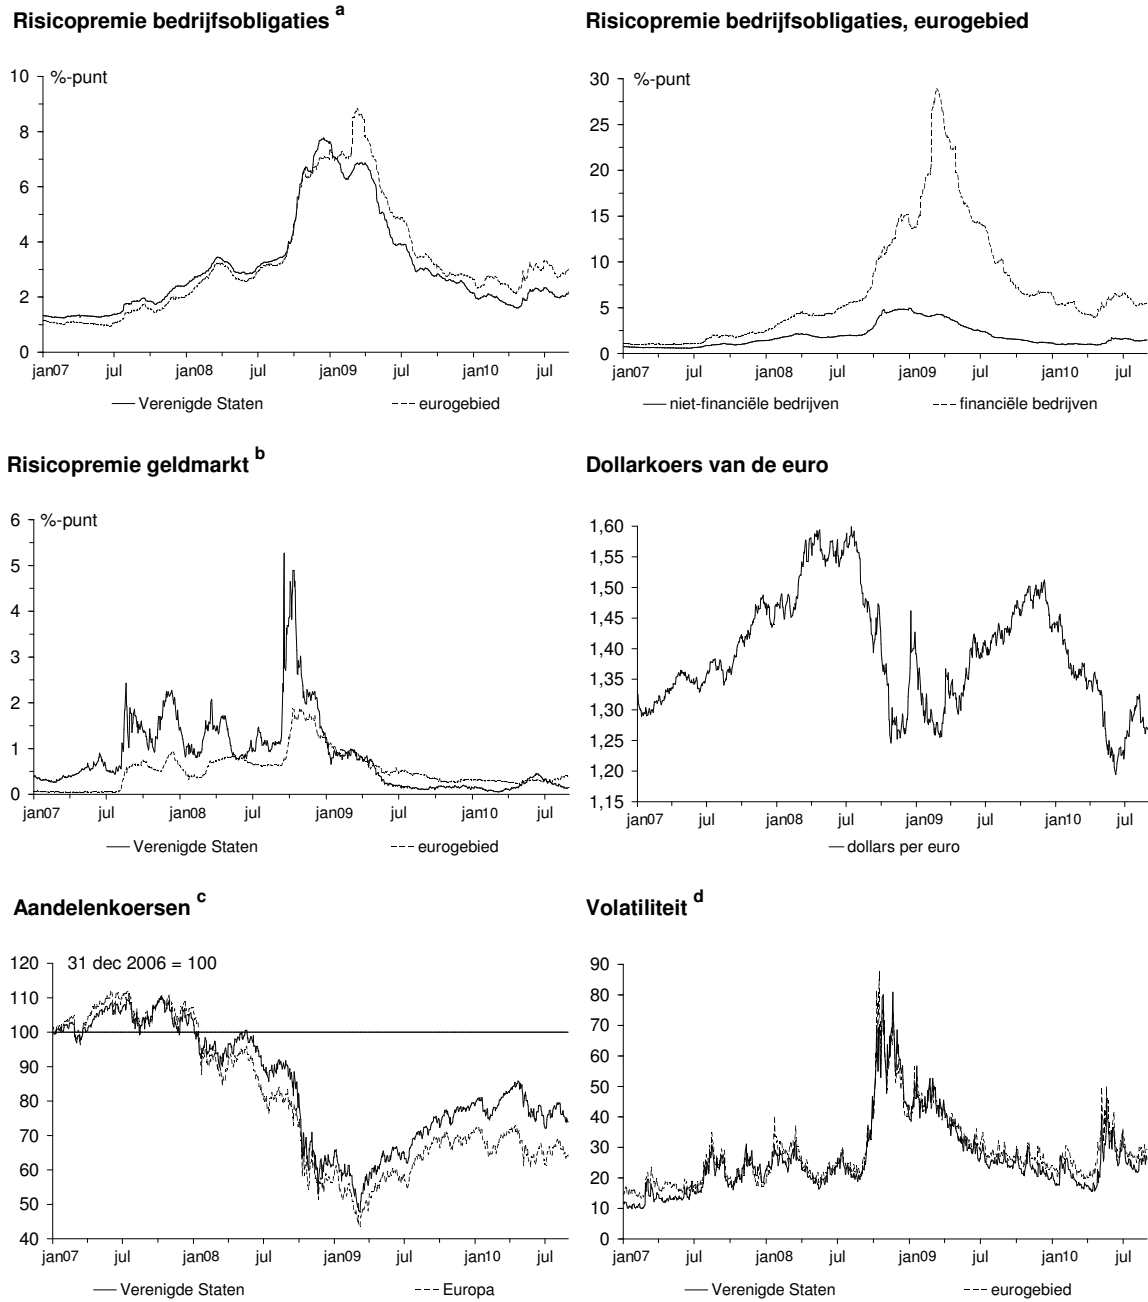 Risicopremie bedrijfsobligaties a
%-punt
10
8
6
4
2
0
jan07 jul jan08 jul jan09 jul jan10 jul
Verenigde Staten eurogebied
Risicopremie bedrijfsobligaties, eurogebied
%-punt
30
25
20
15
10
5
0
jan07 jul jan08 jul jan09 jul jan10 jul
niet-financiële bedrijven financiële bedrijven
Risicopremie geldmarkt b
%-punt
6
5
4
3
2
1
0
jan07 jul jan08 jul jan09 jul jan10 jul
Verenigde Staten eurogebied
Dollarkoers van de euro
1,60
1,55
1,50
1,45
1,40
1,35
1,30
1,25
1,20
1,15
jan07 jul jan08 jul jan09 jul jan10 jul
dollars per euro
Aandelenkoersen c
31 dec 2006 = 100
120
110
100
90
80
70
60
50
40
jan07 jul jan08 jul jan09 jul jan10 jul
Verenigde Staten Europa
Volatiliteit d
90
80
70
60
50
40
30
20
10
0
jan07 jul jan08 jul jan09 jul jan10 jul
Verenigde Staten eurogebied